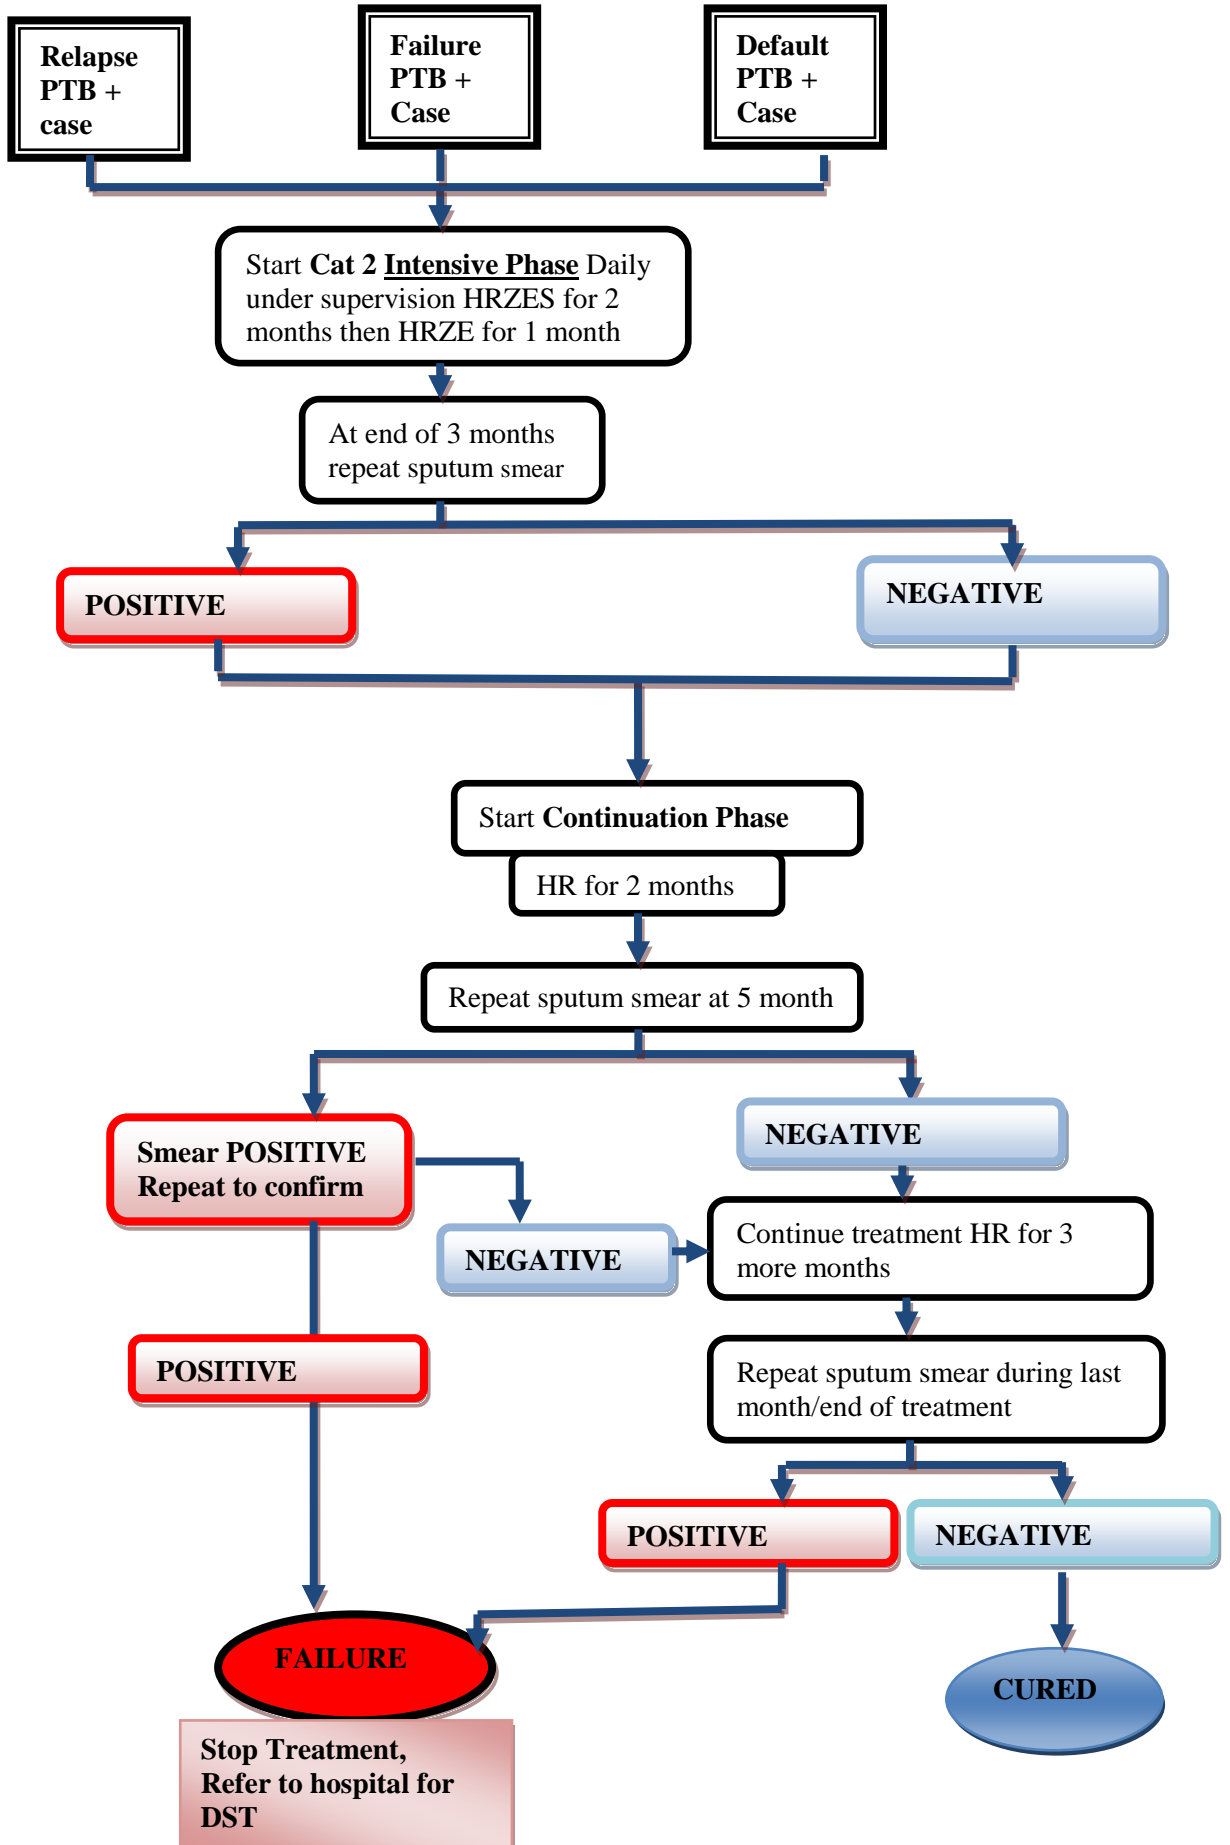 Relapse
PTB +
case
Failure
PTB +
Case
Default
PTB +
Case
Start Cat 2 Intensive Phase Daily
under supervision HRZES for 2
months then HRZE for 1 month
At end of 3 months
repeat sputum smear
POSITIVE
NEGATIVE
Start Continuation Phase
HR for 2 months
Repeat sputum smear at 5 month
Smear POSITIVE
Repeat to confirm
NEGATIVE
NEGATIVE
Continue treatment HR for 3
more months
POSITIVE
Repeat sputum smear during last
month/end of treatment
POSITIVE
NEGATIVE
FAILURE
CURED
Stop Treatment,
Refer to hospital for
DST